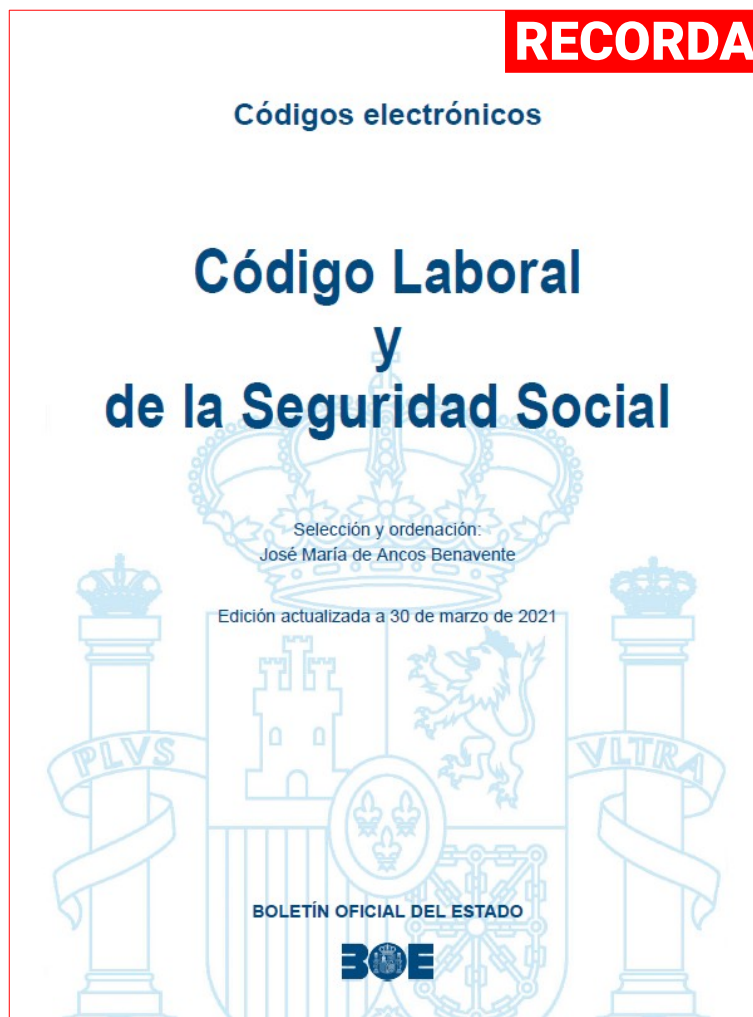 RECORDA
Códigos electrónicos
Código Laboral
y
de la Seguridad Social
Selección y ordenación:
José María de Ancos Benavente
Edición actualizada a 30 de marzo de 2021
PLVS
VLTRA
BOLETÍN OFICIAL DEL ESTADO
BOE